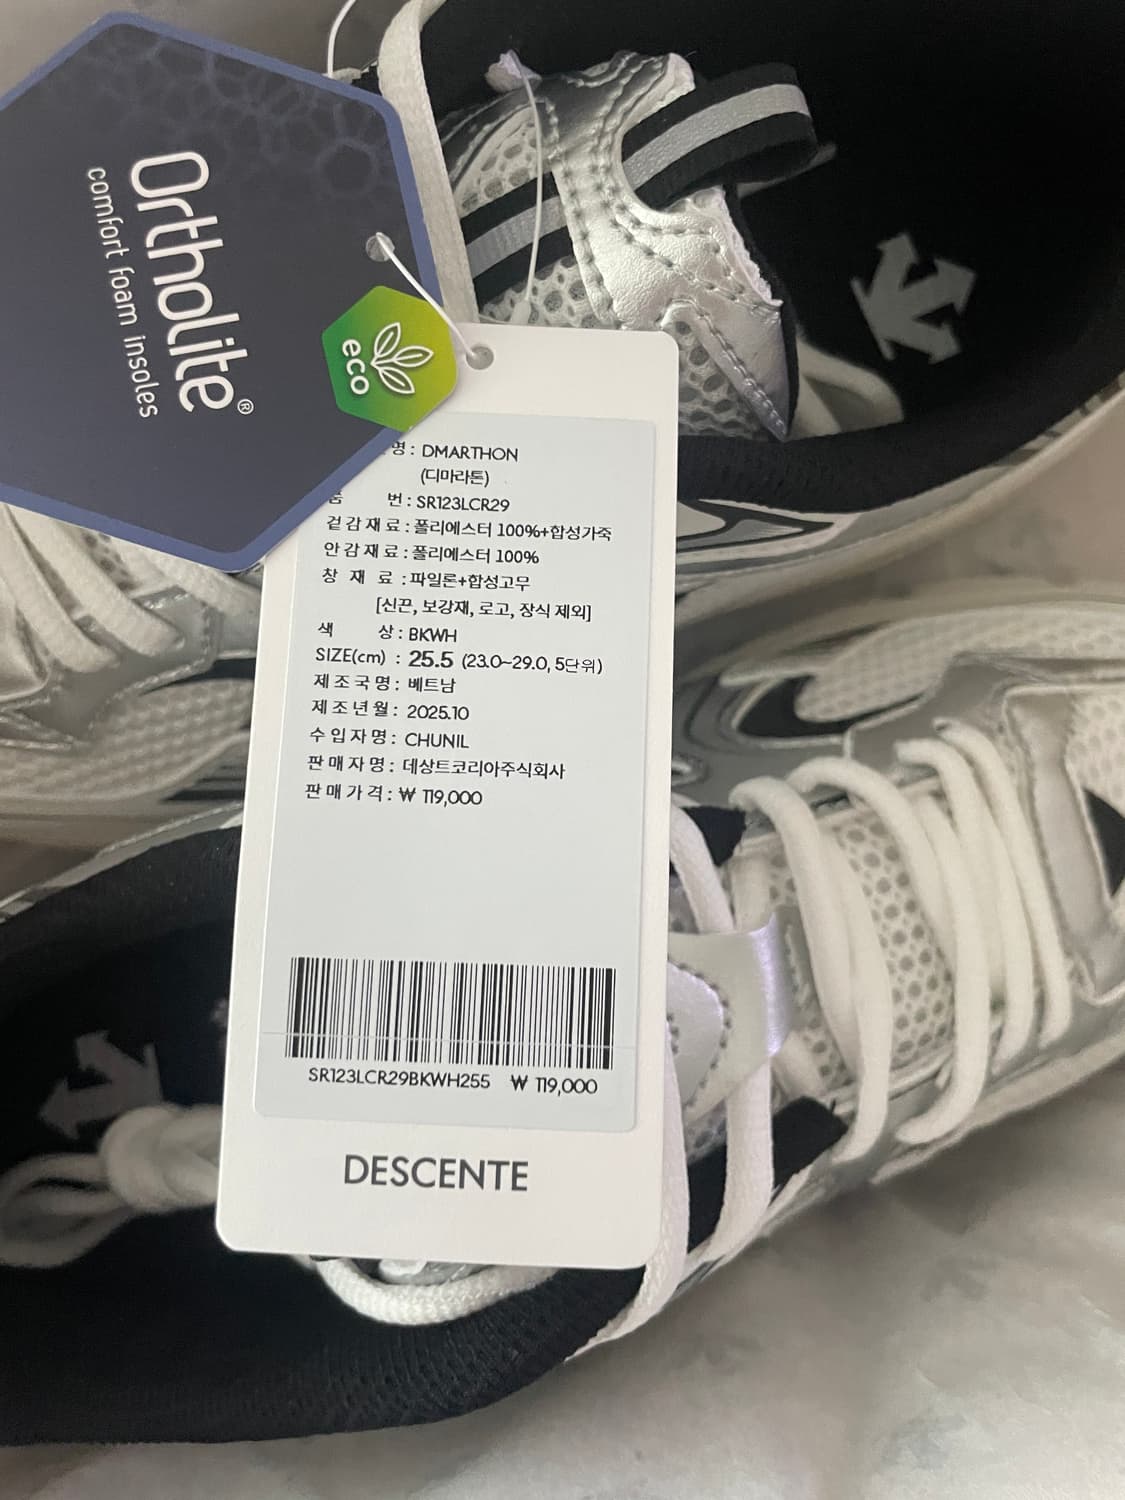 Ortholite®
comfort foam insoles
eco
명 : DMARTHON
(디마라톤)
번 : SR123LCR29
겉감재료 : 폴리에스터 100%+합성가죽
안감재료 : 폴리에스터 100%
창 재 료 : 파일론+합성고무
[신끈, 보강재, 로고, 장식 제외]
색 상 : BKWH
SIZE(cm) : 25.5 (23.0~29.0, 5단위)
제조국명 : 베트남
제조년월 : 2025.10
수입자명 : CHUNIL
판매자명 : 데상트코리아주식회사
판매가격 : ₩ 119,000
SR123LCR29BKWH255 ₩ 119,000
DESCENTE